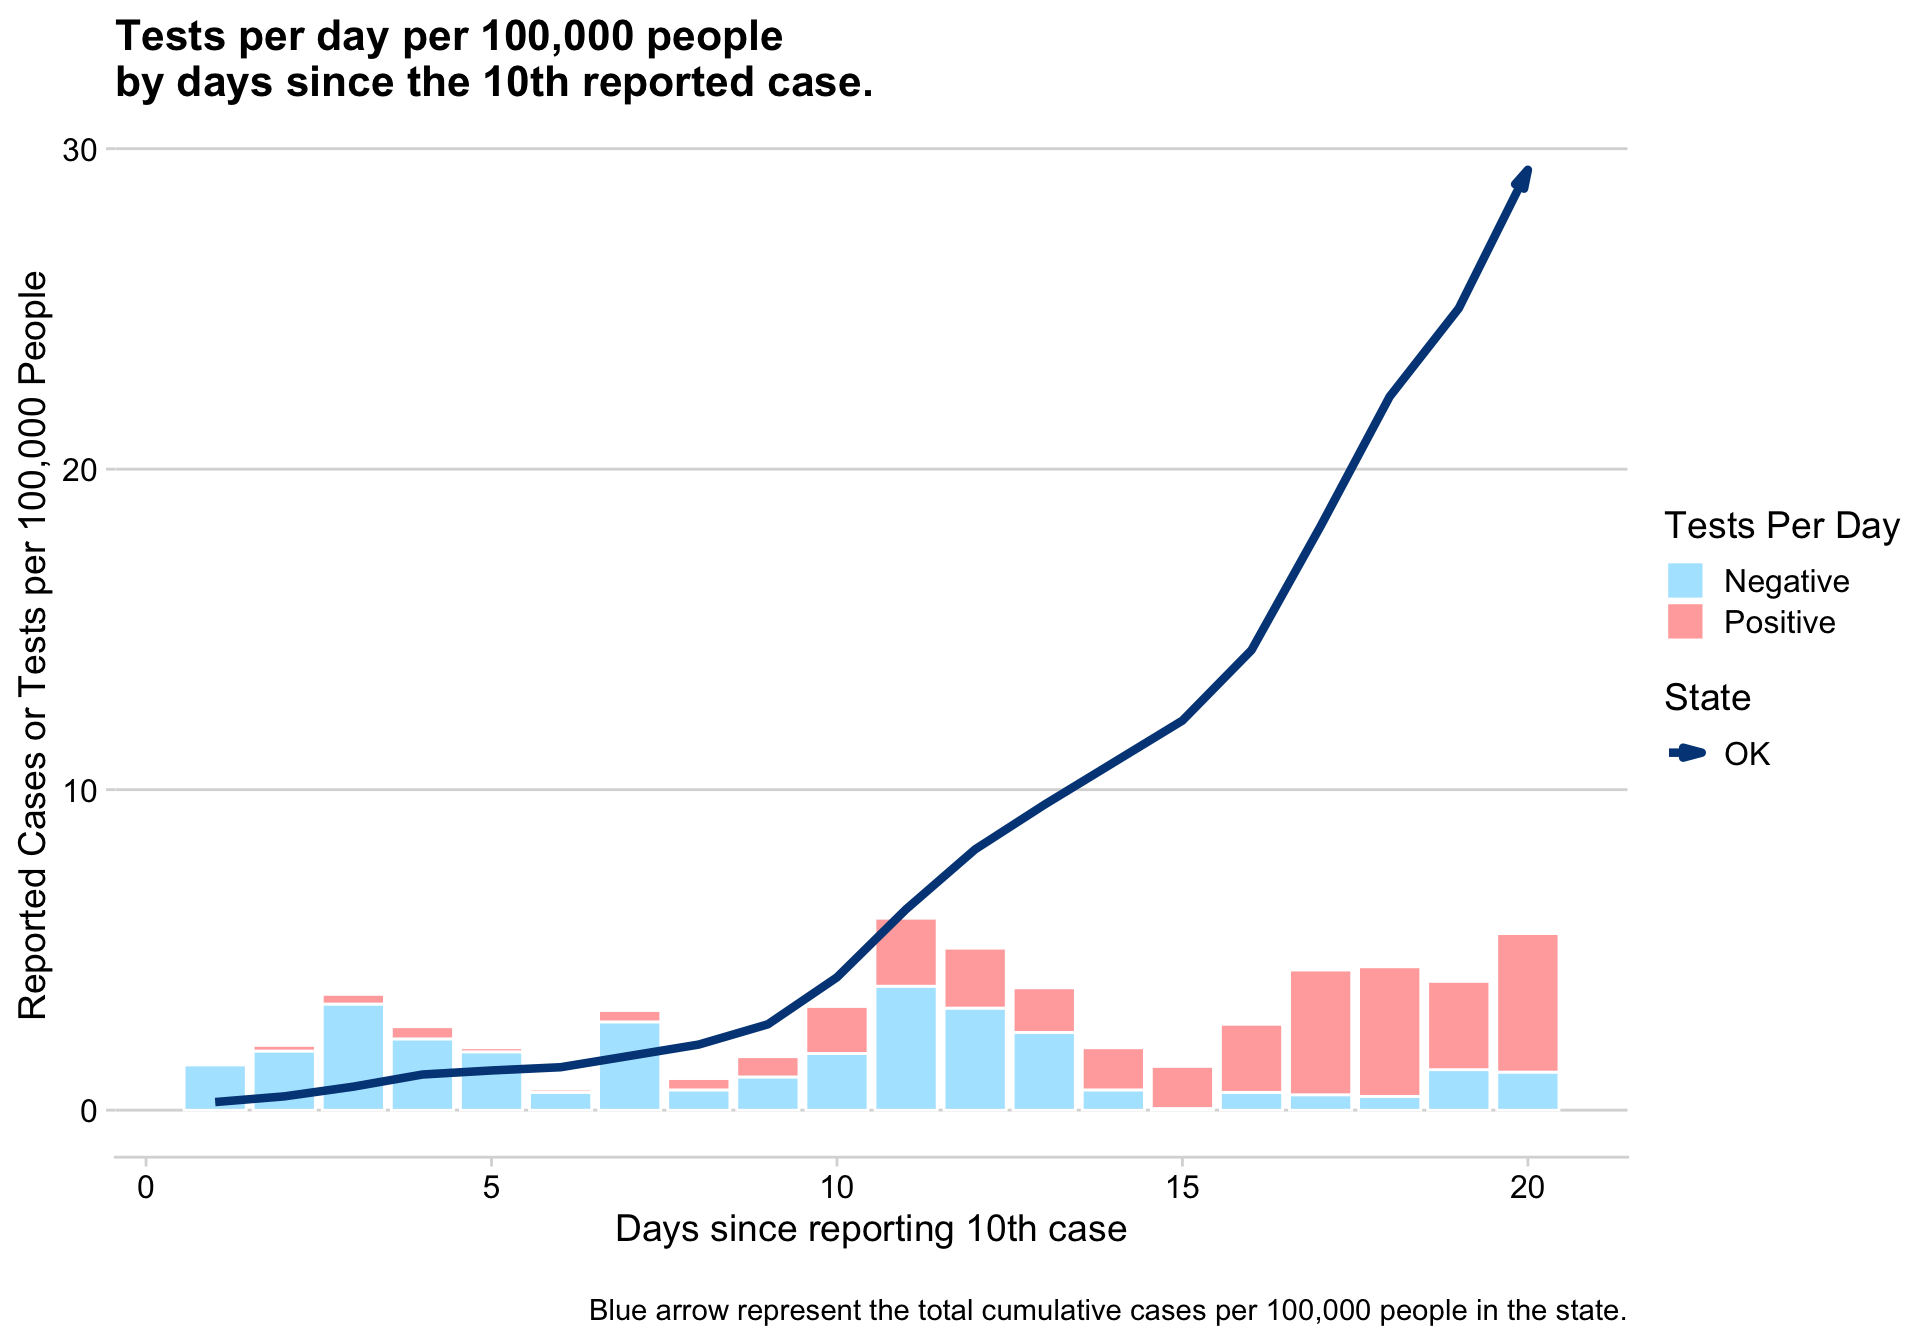 Tests per day per 100,000 people
by days since the 10th reported case.
Reported Cases or Tests per 100,000 People
30
20
10
0
0 5 10 15 20
Days since reporting 10th case
Tests Per Day
Negative
Positive
State
OK
Blue arrow represent the total cumulative cases per 100,000 people in the state.